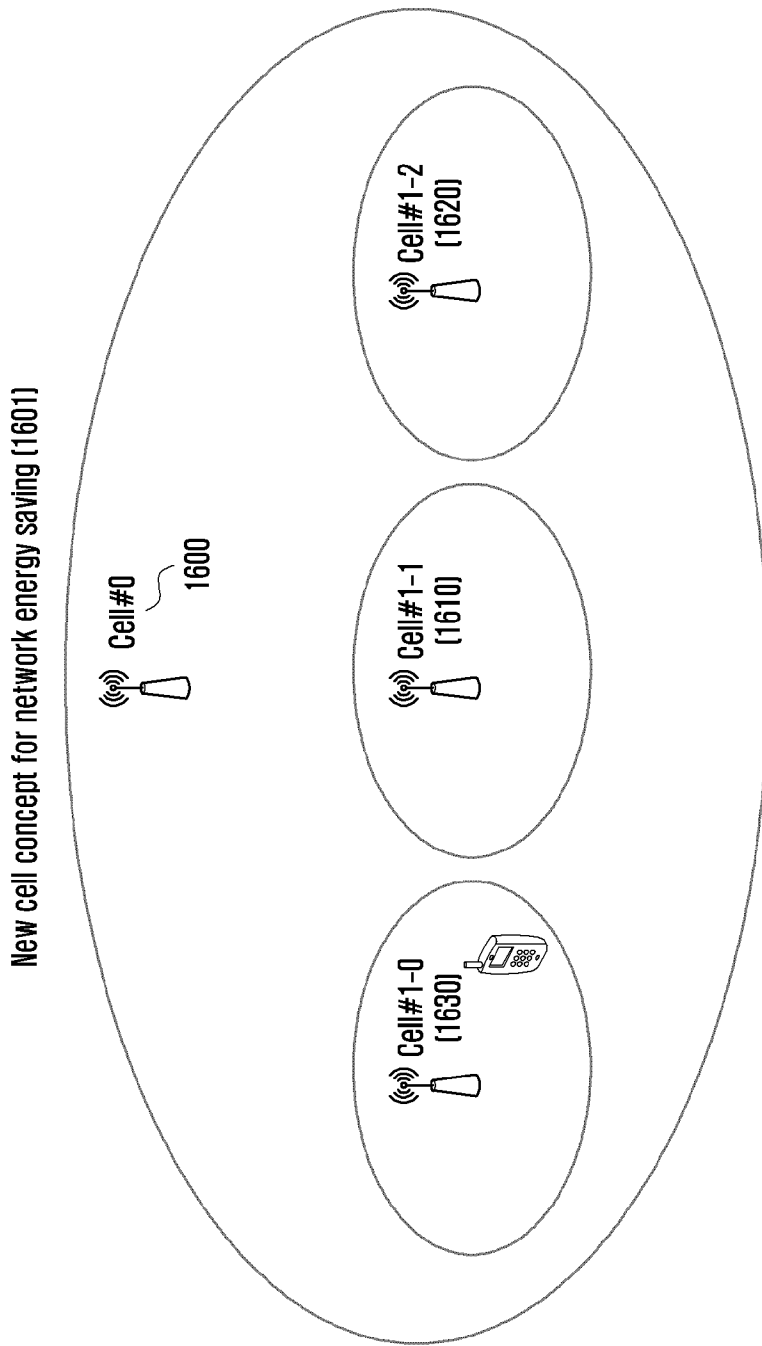 New cell concept for network energy saving (1601)
Cell#0
1600
Cell#1-0
(1630)
Cell#1-1
(1610)
Cell#1-2
(1620)